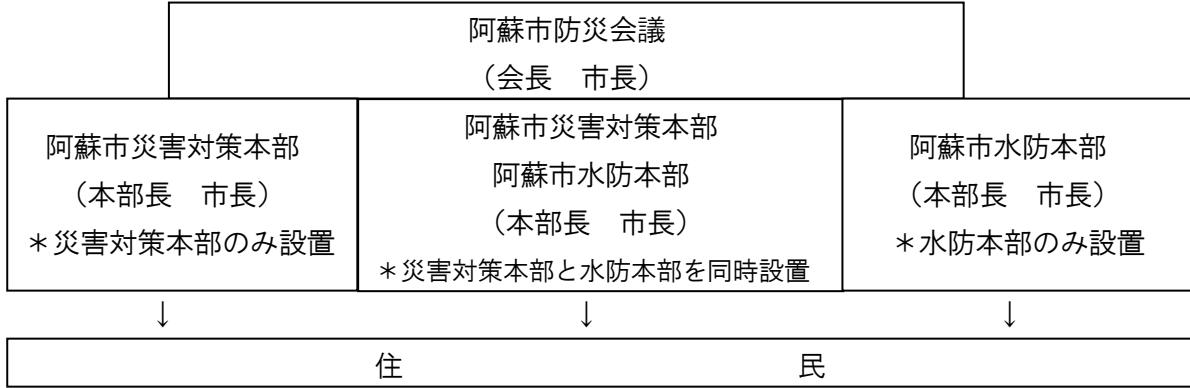 阿蘇市防災会議
（会長　市長）
阿蘇市災害対策本部
（本部長　市長）
＊災害対策本部のみ設置
阿蘇市災害対策本部
阿蘇市水防本部
（本部長　市長）
＊災害対策本部と水防本部を同時設置
阿蘇市水防本部
（本部長　市長）
＊水防本部のみ設置
↓　↓　↓
住　民